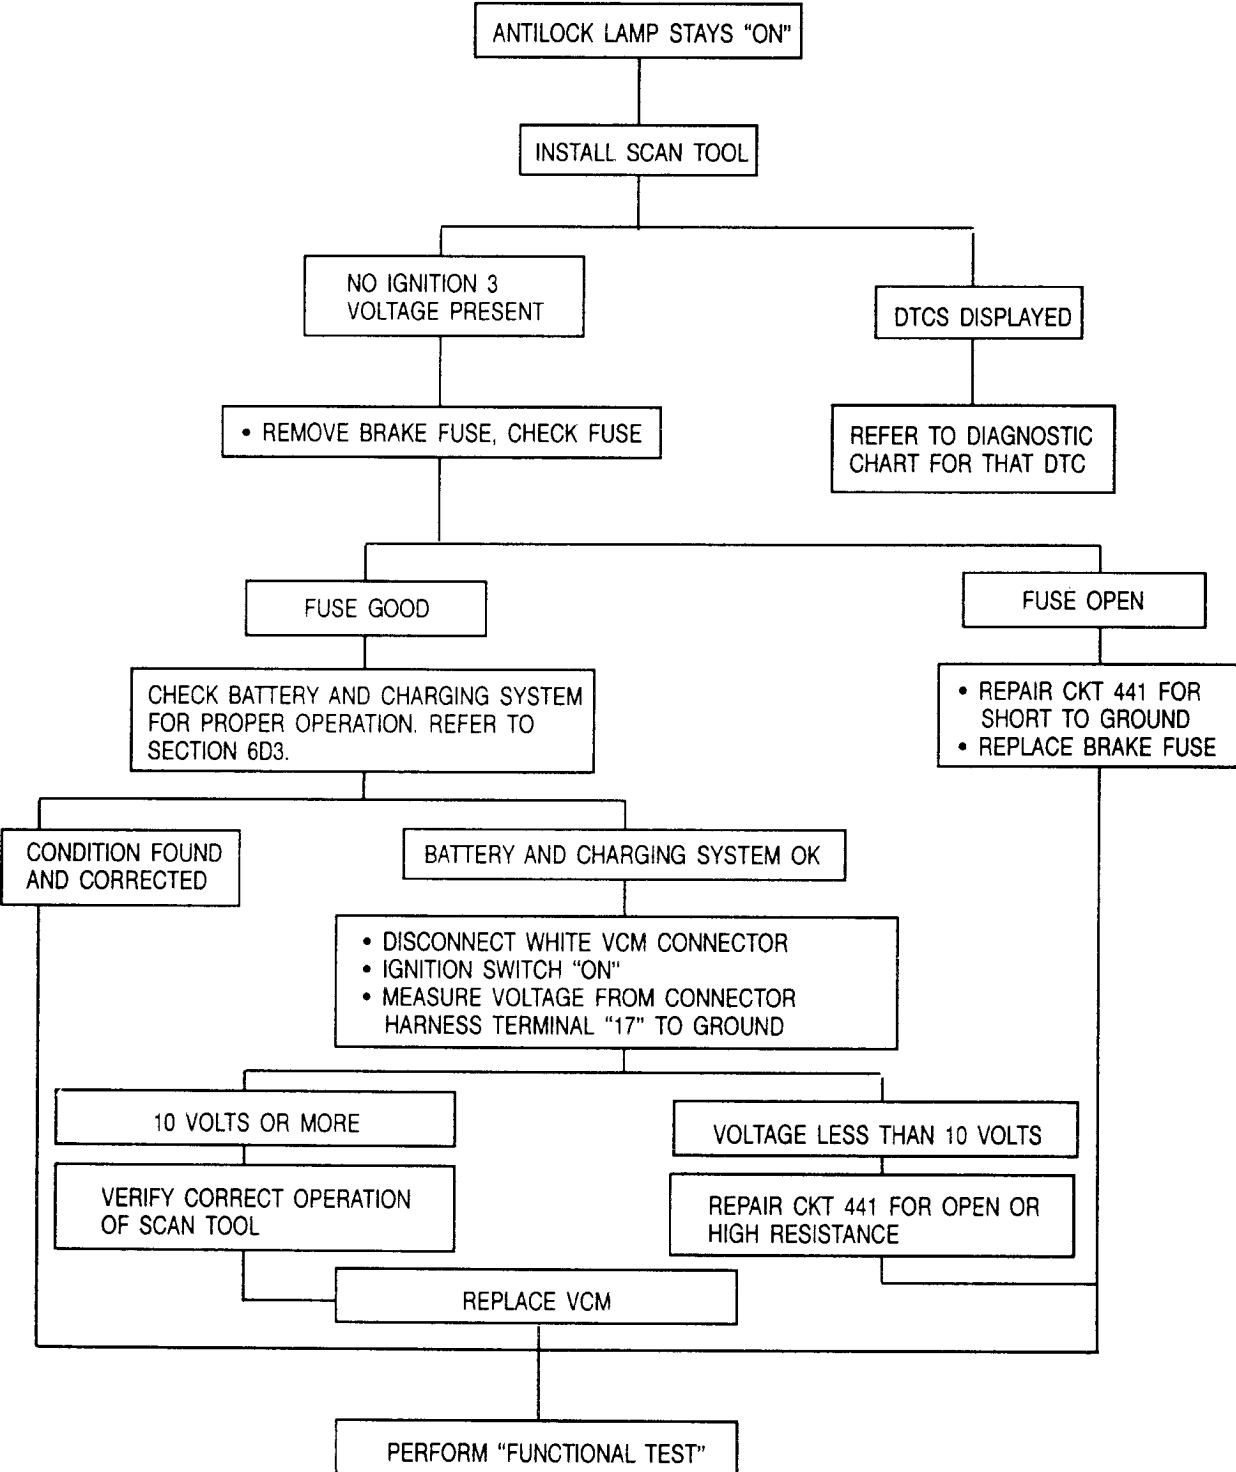 ANTILOCK LAMP STAYS “ON”
INSTALL SCAN TOOL
NO IGNITION 3
VOLTAGE PRESENT
DTCS DISPLAYED
• REMOVE BRAKE FUSE, CHECK FUSE
REFER TO DIAGNOSTIC
CHART FOR THAT DTC
FUSE GOOD
FUSE OPEN
CHECK BATTERY AND CHARGING SYSTEM
FOR PROPER OPERATION. REFER TO
SECTION 6D3.
• REPAIR CKT 441 FOR
SHORT TO GROUND
• REPLACE BRAKE FUSE
CONDITION FOUND
AND CORRECTED
BATTERY AND CHARGING SYSTEM OK
• DISCONNECT WHITE VCM CONNECTOR
• IGNITION SWITCH “ON”
• MEASURE VOLTAGE FROM CONNECTOR
HARNESS TERMINAL “17” TO GROUND
10 VOLTS OR MORE
VOLTAGE LESS THAN 10 VOLTS
VERIFY CORRECT OPERATION
OF SCAN TOOL
REPAIR CKT 441 FOR OPEN OR
HIGH RESISTANCE
REPLACE VCM
PERFORM “FUNCTIONAL TEST”